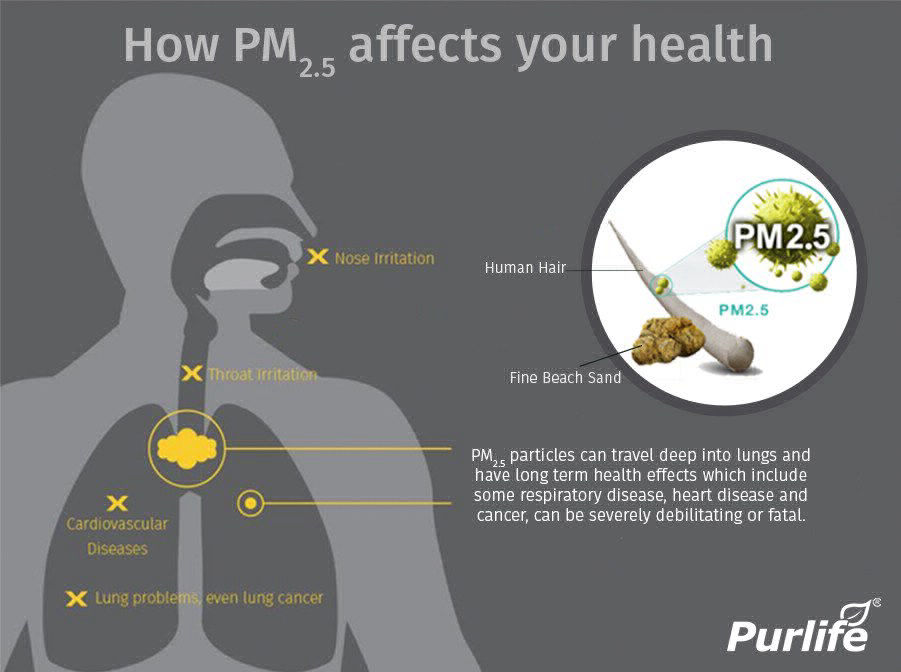 How PM2.5 affects your health
Nose Irritation
Human Hair
PM2.5
PM2.5
Throat Irritation
Fine Beach Sand
PM2.5 particles can travel deep into lungs and
have long term health effects which include
some respiratory disease, heart disease and
cancer, can be severely debilitating or fatal.
Cardiovascular
Diseases
Lung problems, even lung cancer
Purlife®